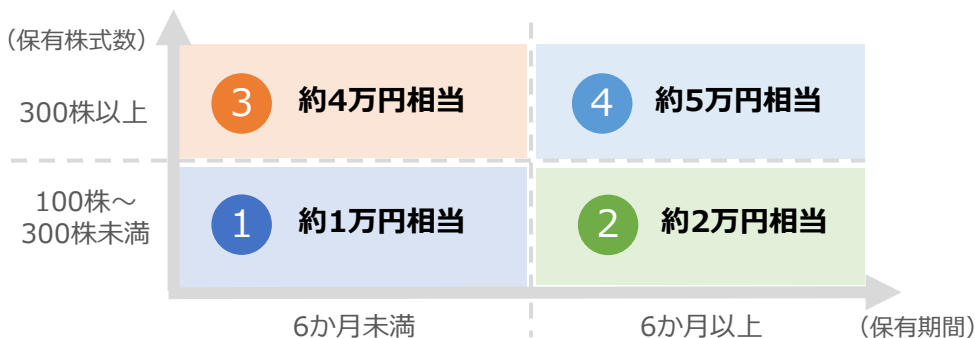 （保有株式数）
300株以上
3 約4万円相当
4 約5万円相当
100株～
300株未満
1 約1万円相当
2 約2万円相当
6か月未満
6か月以上
（保有期間）